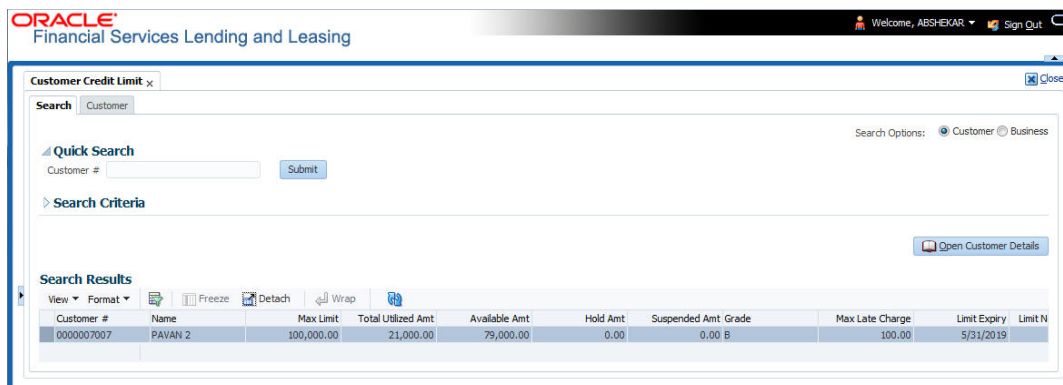 ORACLE®
Welcome, ABSHEKAR Sign Out
Financial Services Lending and Leasing
Customer Credit Limit x
Close
Search Customer
Search Options: Customer Business
Quick Search
Customer # Submit
Search Criteria
Open Customer Details
Search Results
View Format Freeze Detach Wrap
Customer # Name Max Limit Total Utilized Amt Available Amt Hold Amt Suspended Amt Grade Max Late Charge Limit Expiry Limit N
0000007007 PAVAN 2 100,000.00 21,000.00 79,000.00 0.00 0.00 B 100.00 5/31/2019